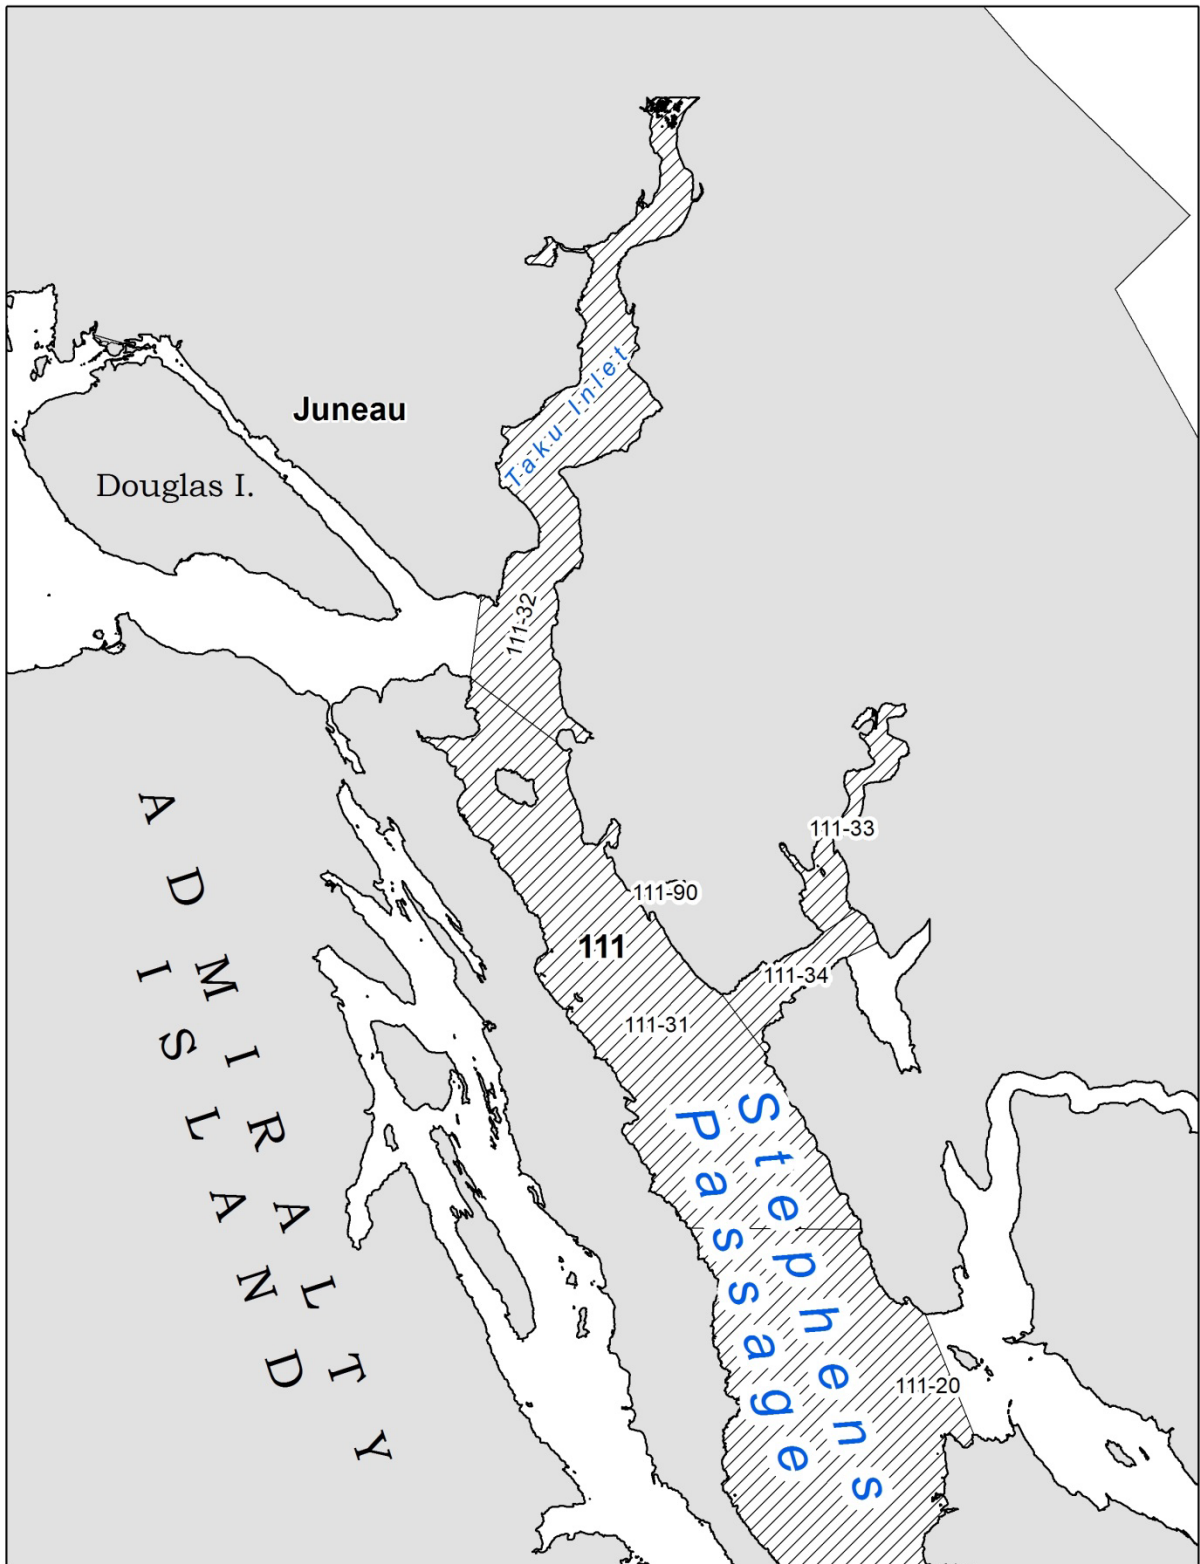 Taku Inlet
Juneau
Douglas I.
111-32
ADMIRALTY
ISLAND
111-33
111-90
111
111-34
111-31
Stephens
Passage
111-20